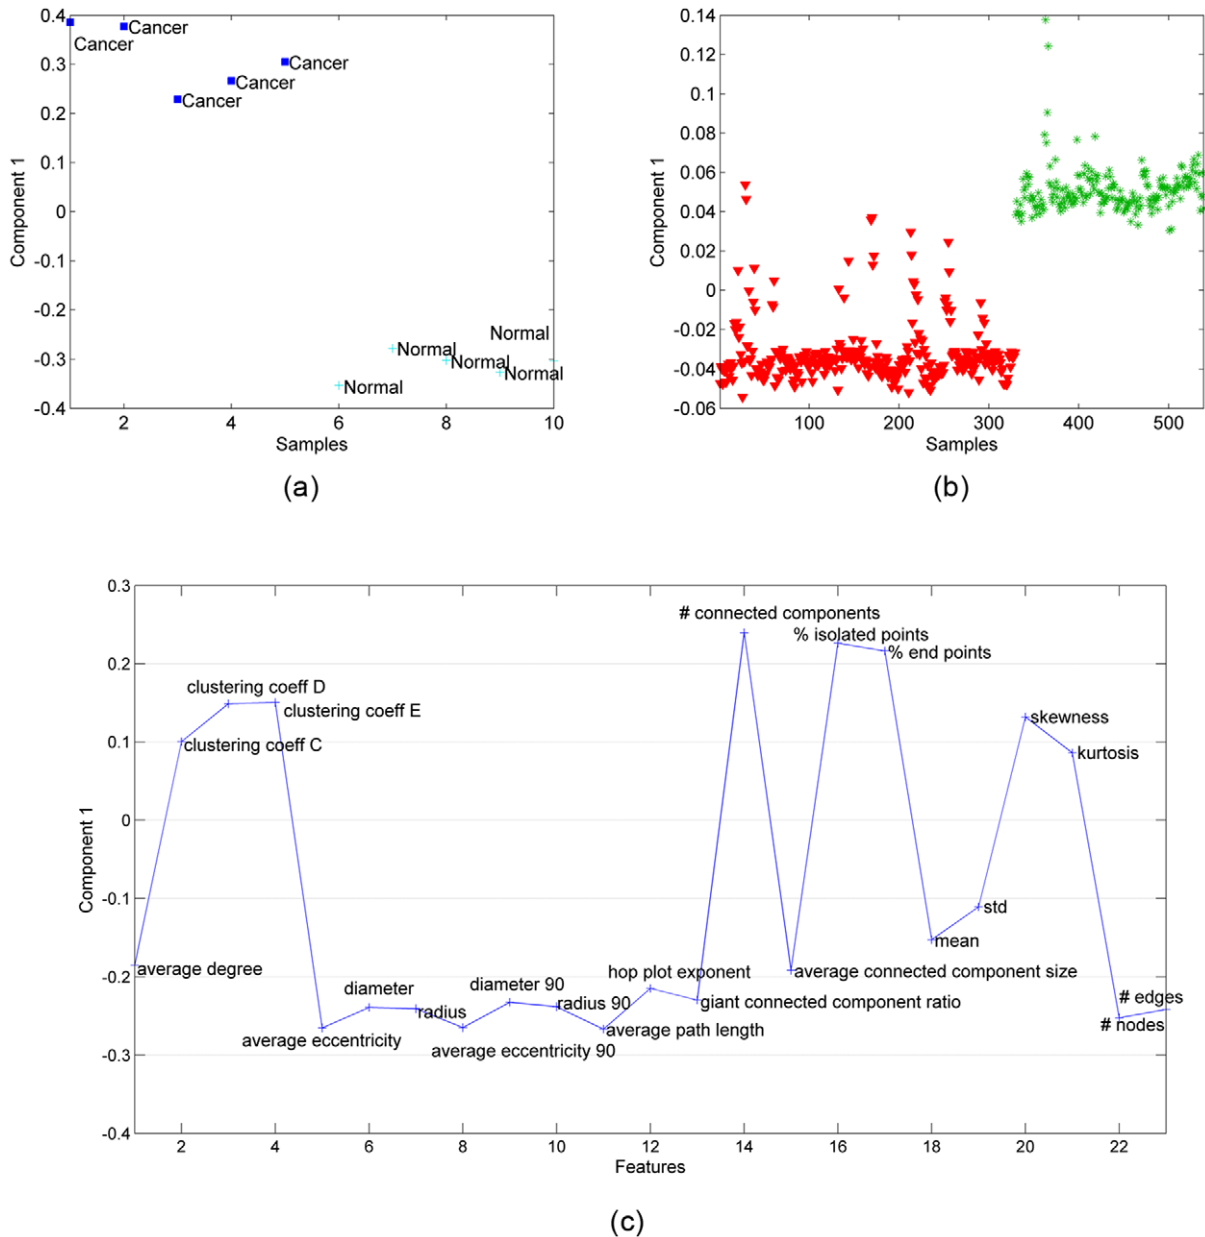 0.4
0.3
0.2
0.1
0
-0.1
-0.2
-0.3
-0.4
Component 1
Cancer
Cancer
Cancer
Cancer
Cancer
Normal
Normal
Normal
Normal
Normal
2
4
6
8
10
Samples
(a)
0.14
0.12
0.1
0.08
0.06
0.04
0.02
0
-0.02
-0.04
-0.06
Component 1
100
200
300
400
500
Samples
(b)
0.3
0.2
0.1
0
-0.1
-0.2
-0.3
-0.4
Component 1
# connected components
% isolated points
% end points
clustering coeff D
clustering coeff E
clustering coeff C
skewness
kurtosis
std
mean
average degree
hop plot exponent
average connected component size
diameter
diameter 90
radius
radius 90
giant connected component ratio
# edges
# nodes
average path length
average eccentricity
average eccentricity 90
2
4
6
8
10
12
14
16
18
20
22
Features
(c)